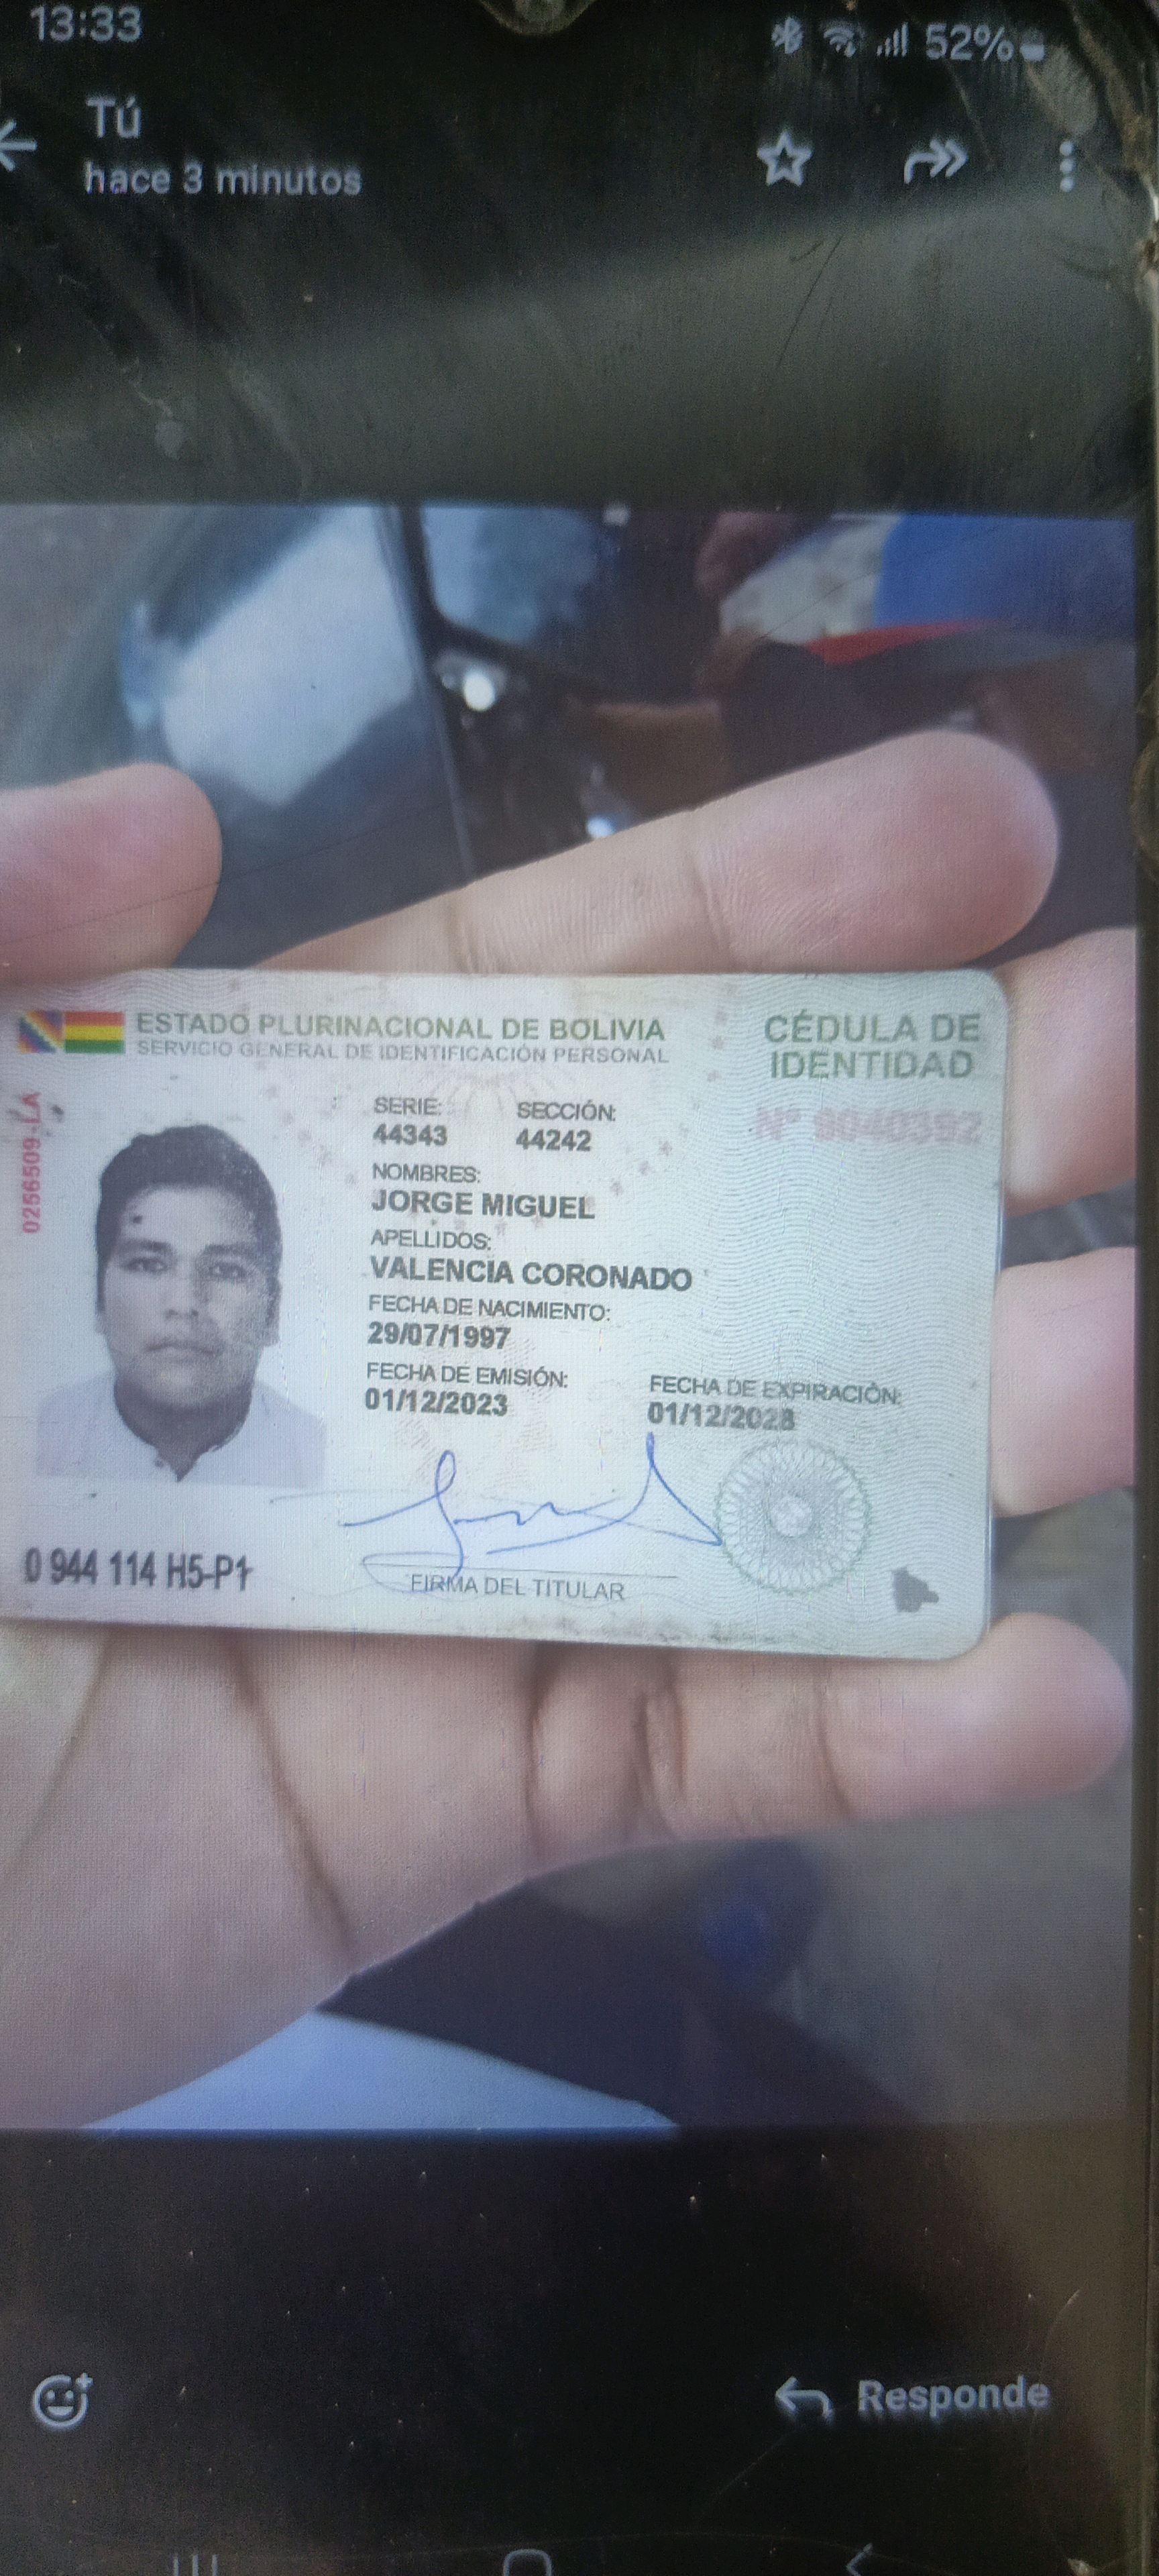 13:33
52%
Tú
hace 3 minutos
ESTADO PLURINACIONAL DE BOLIVIA
SERVICIO GENERAL DE IDENTIFICACIÓN PERSONAL
CÉDULA DE
IDENTIDAD
N°
0256509-LA
SERIE: SECCIÓN:
44343 44242
NOMBRES:
JORGE MIGUEL
APELLIDOS:
VALENCIA CORONADO
FECHA DE NACIMIENTO:
29/07/1997
FECHA DE EMISIÓN: FECHA DE EXPIRACIÓN:
01/12/2023 01/12/2028
0 944 114 H5-P1
FIRMA DEL TITULAR
Responde